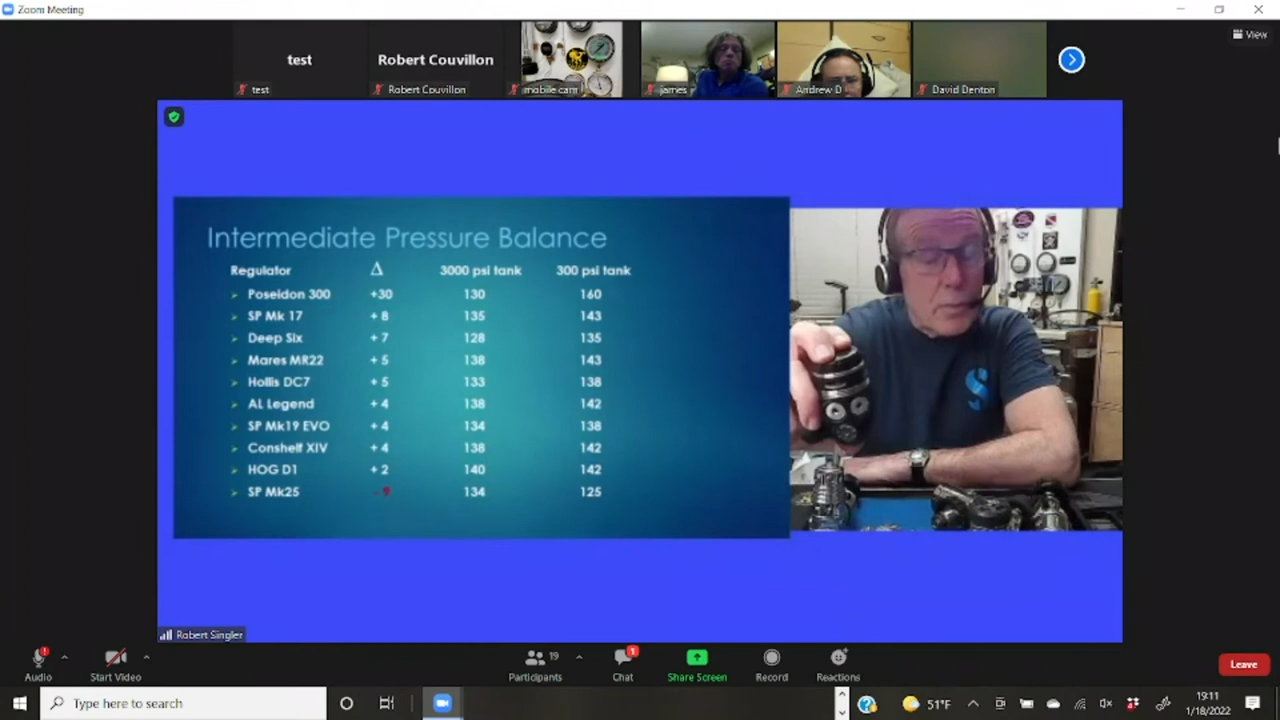 Zoom Meeting
View
test
Robert Couvillon
test
Robert Couvillon
mobile cam
james
Andrew D
David Denton
Intermediate Pressure Balance
Regulator Δ 3000 psi tank 300 psi tank
Poseidon 300 +30 130 160
SP Mk 17 + 8 135 143
Deep Six + 7 128 135
Mares MR22 + 5 138 143
Hollis DC7 + 5 133 138
AL Legend + 4 138 142
SP Mk19 EVO + 4 134 138
Conshelf XIV + 4 138 142
HOG D1 + 2 140 142
SP Mk25 - 9 134 125
S
Robert Singler
Audio
Start Video
Participants 19
Chat 1
Share Screen
Record
Reactions
Leave
Type here to search
51°F
19:11
1/18/2022